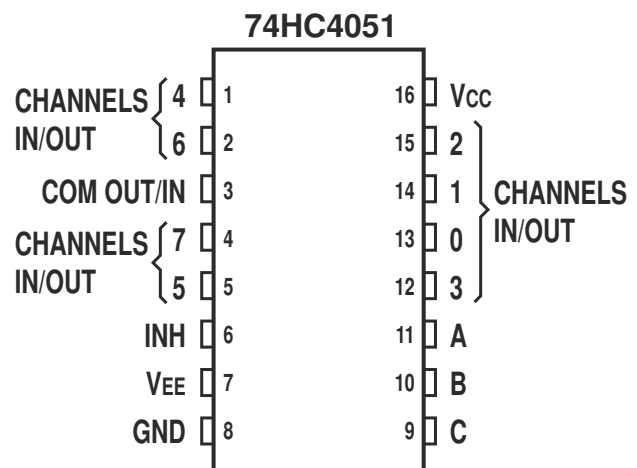 74HC4051
CHANNELS
IN/OUT
4 1
6 2
COM OUT/IN 3
CHANNELS
IN/OUT
7 4
5 5
INH 6
VEE 7
GND 8
16 VCC
15 2
14 1
13 0
12 3
CHANNELS
IN/OUT
11 A
10 B
9 C